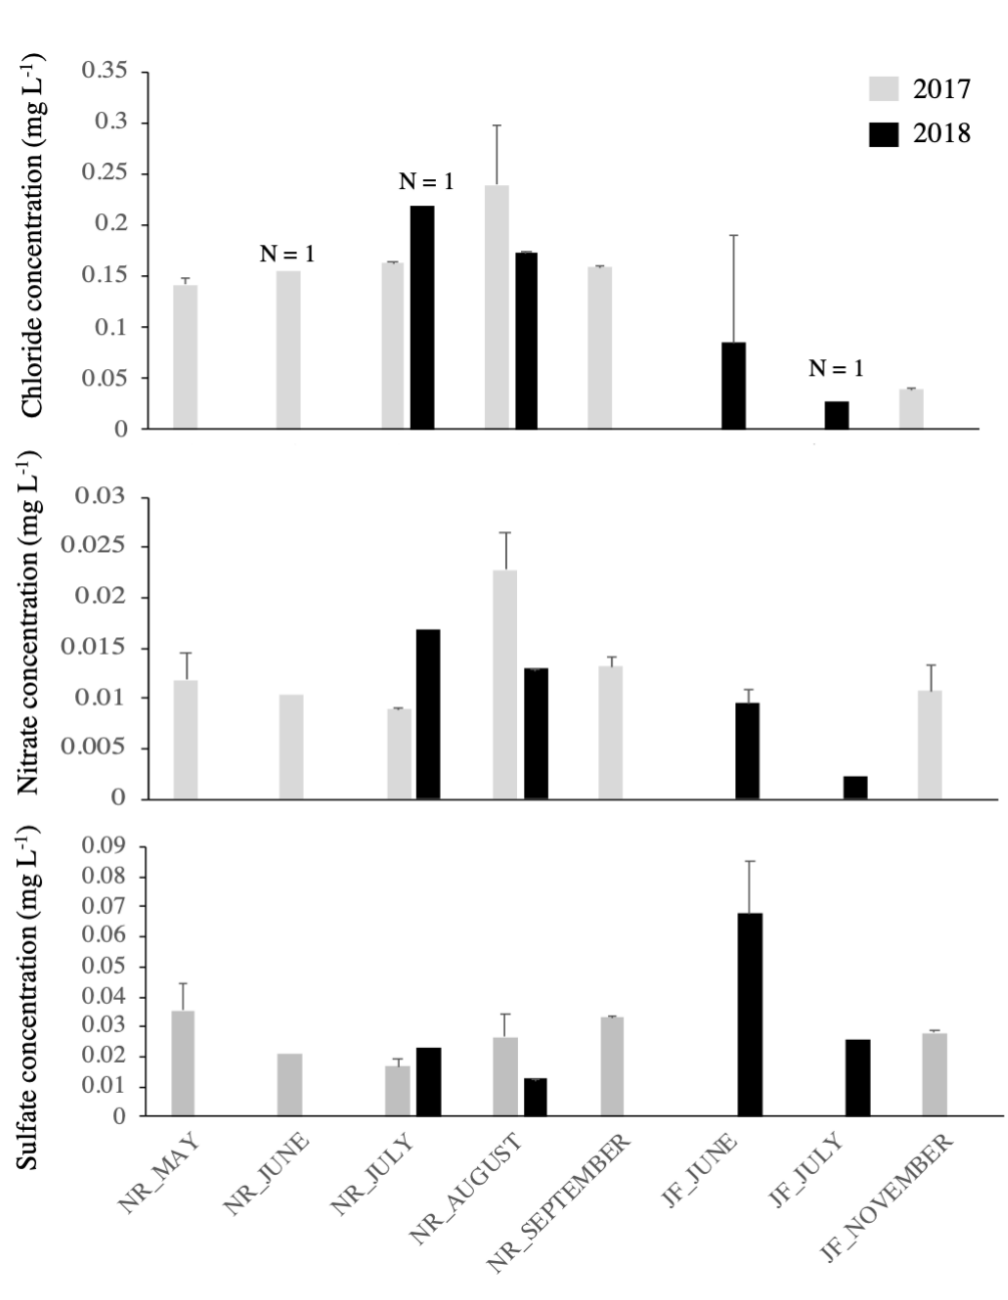 Chloride concentration (mg L⁻¹)
0.35
0.3
0.25
0.2
0.15
0.1
0.05
0
2017
2018
N = 1
N = 1
N = 1
Nitrate concentration (mg L⁻¹)
0.03
0.025
0.02
0.015
0.01
0.005
0
Sulfate concentration (mg L⁻¹)
0.09
0.08
0.07
0.06
0.05
0.04
0.03
0.02
0.01
0
NR_MAY
NR_JUNE
NR_JULY
NR_AUGUST
NR_SEPTEMBER
JF_JUNE
JF_JULY
JF_NOVEMBER